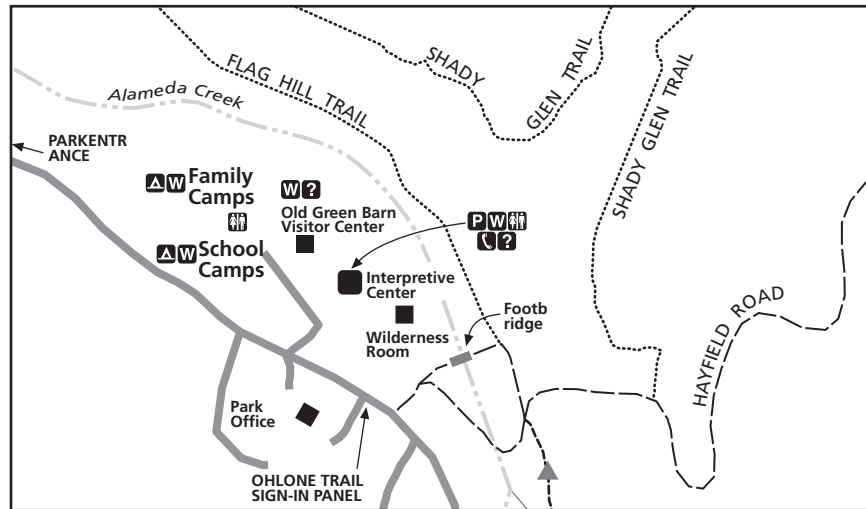 SHADY
GLEN TRAIL
FLAG HILL TRAIL
SHADY GLEN TRAIL
Alameda Creek
PARKENTR
ANCE
W Family
Camps
W ?
Old Green Barn
Visitor Center
P W
?
W School
Camps
Interpretive
Center
Footb
ridge
Wilderness
Room
HAYFIELD ROAD
Park
Office
OHLONE TRAIL
SIGN-IN PANEL